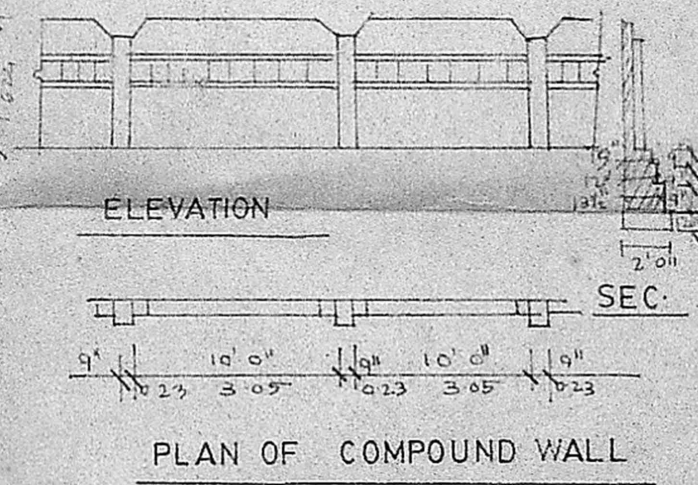 ELEVATION
9"
13½"
9"
2'0"
SEC.
9" 10'0" 9" 10'0" 9"
0.23 3.05 0.23 3.05 0.23
PLAN OF COMPOUND WALL